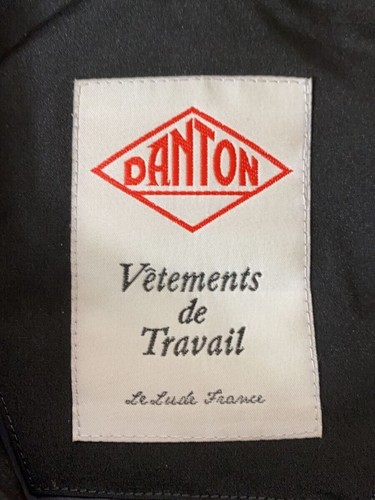 DANTON
Vêtements
de
Travail
Le Lude France